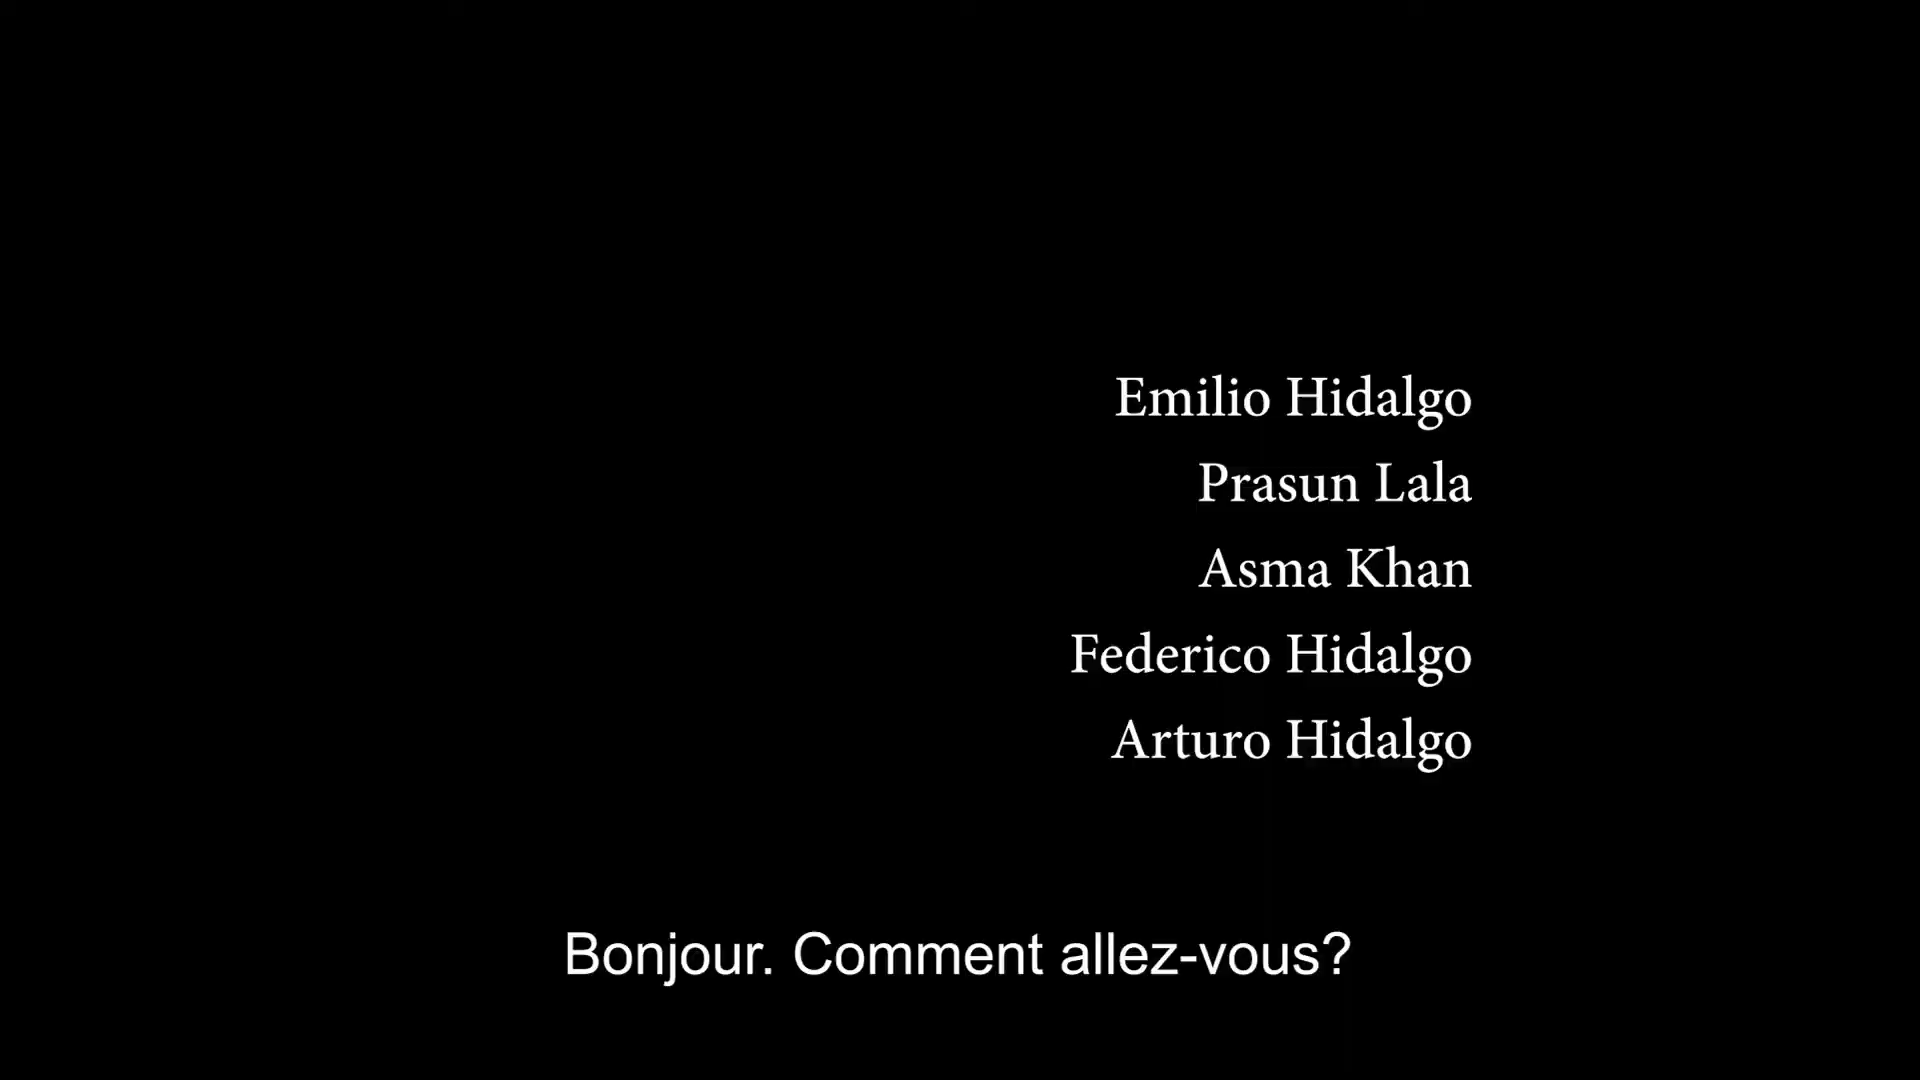 Emilio Hidalgo
Prasun Lala
Asma Khan
Federico Hidalgo
Arturo Hidalgo
Bonjour. Comment allez-vous?